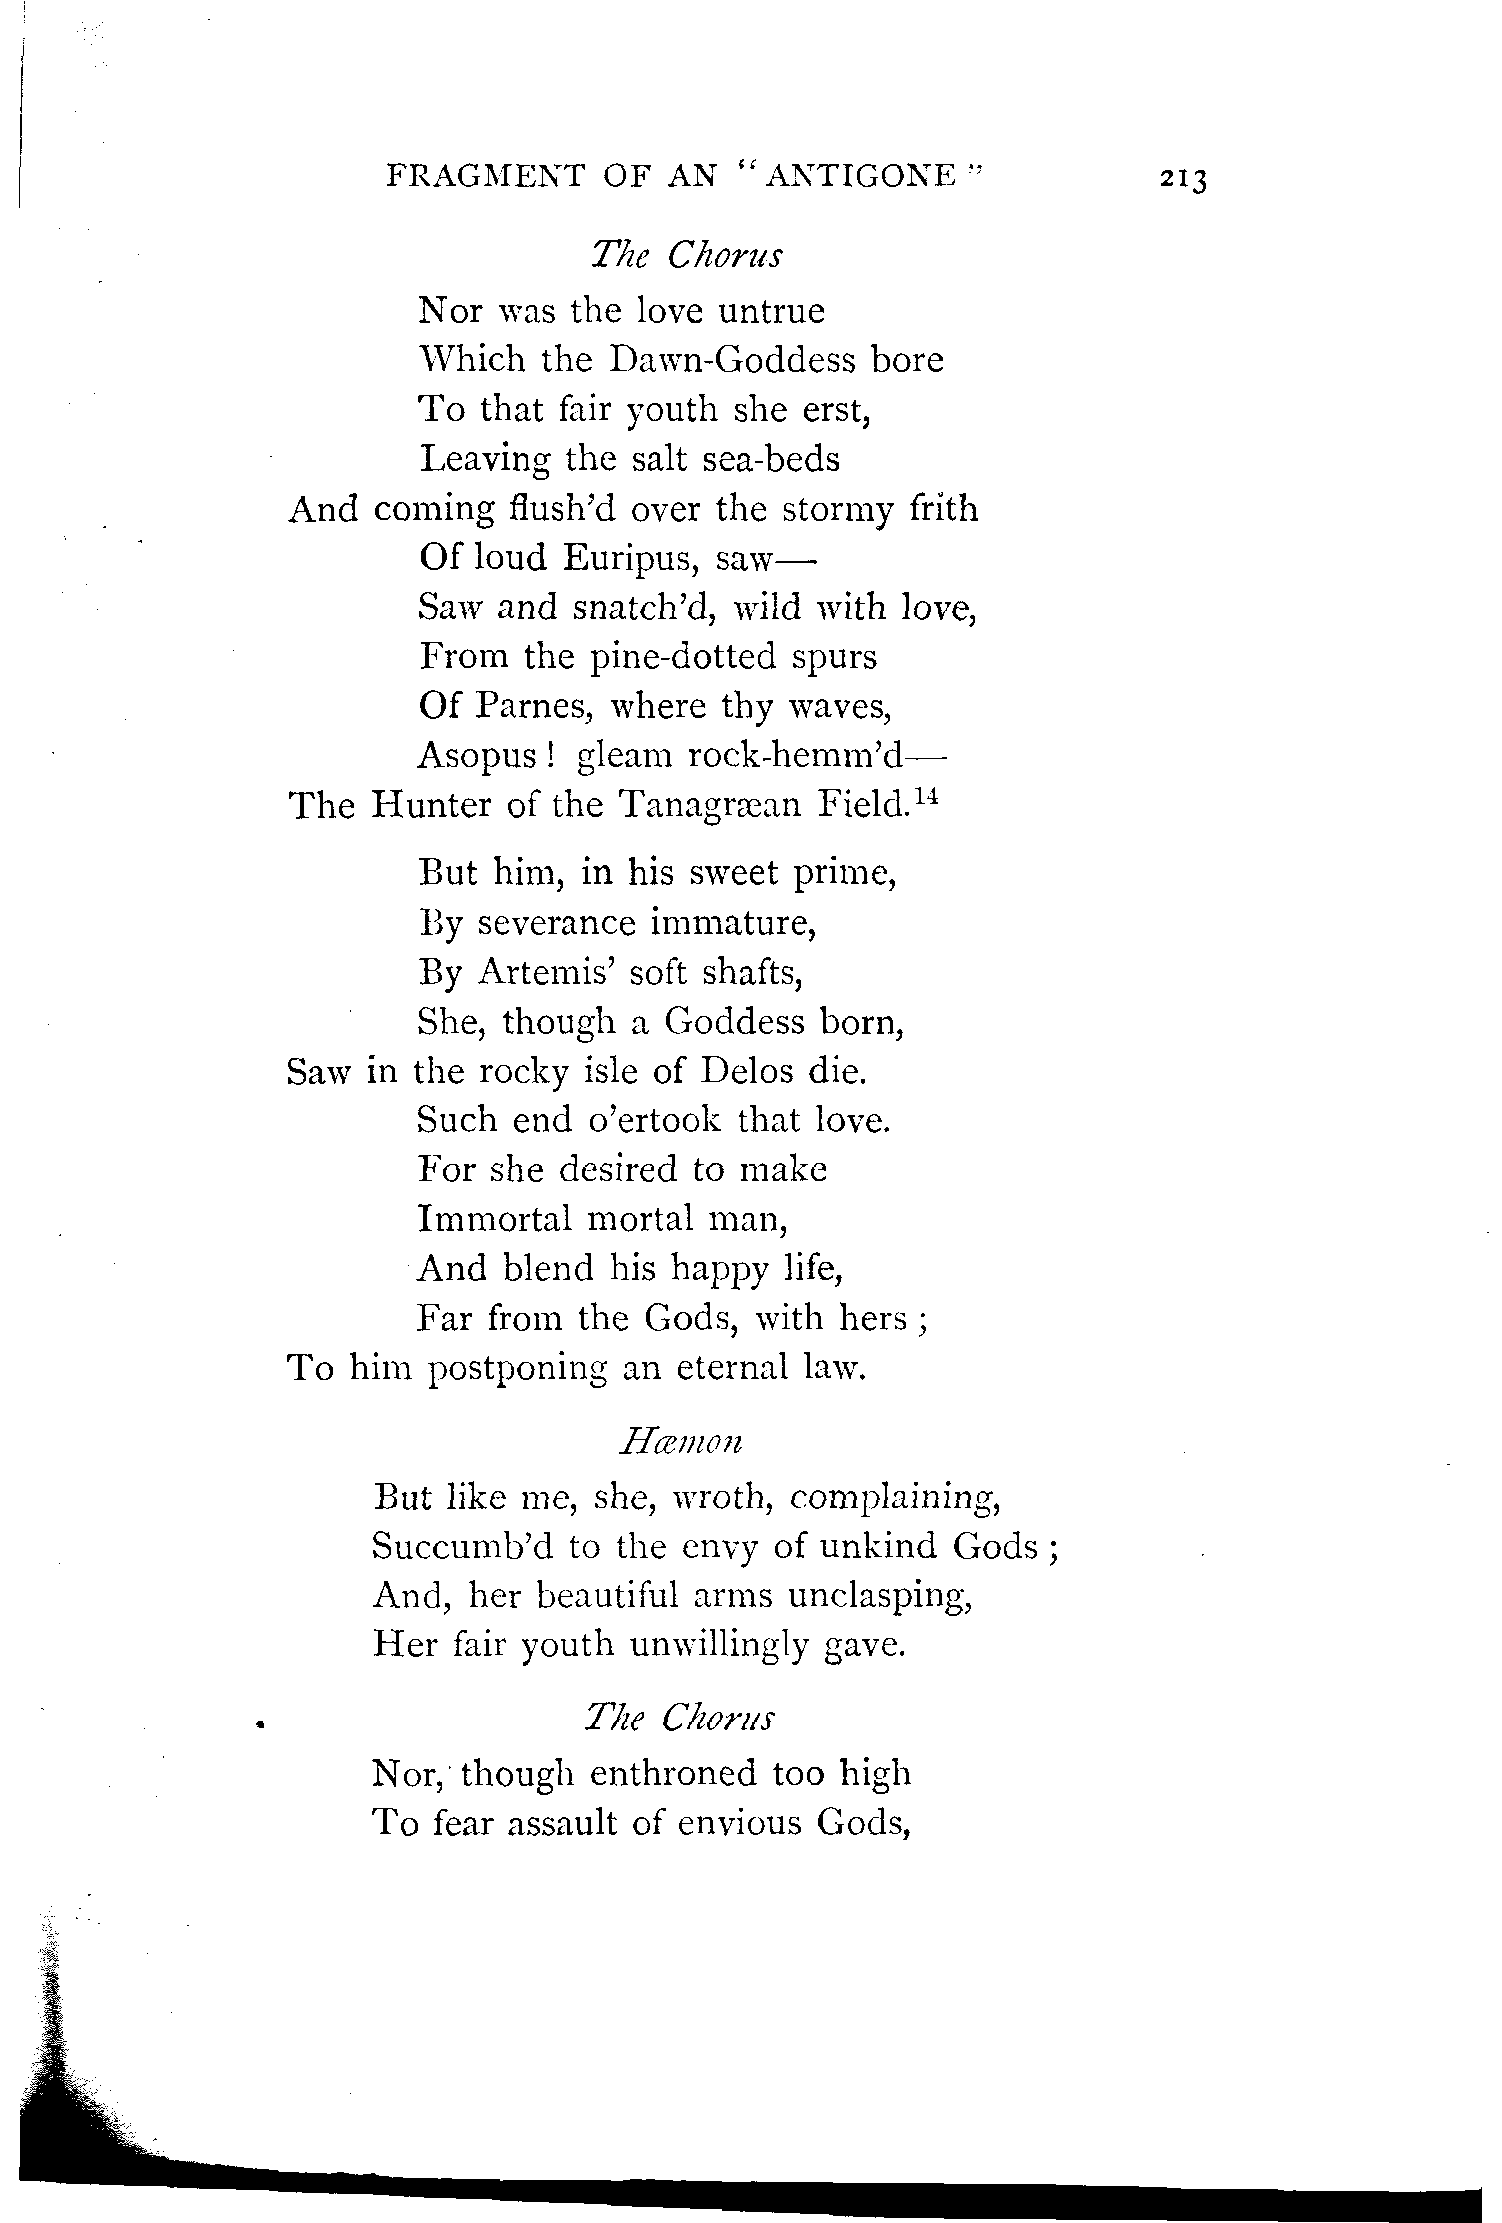 FRAGMENT OF AN "ANTIGONE" 213
The Chorus
Nor was the love untrue
Which the Dawn-Goddess bore
To that fair youth she erst,
Leaving the salt sea-beds
And coming flush'd over the stormy frith
Of loud Euripus, saw—
Saw and snatch'd, wild with love,
From the pine-dotted spurs
Of Parnes, where thy waves,
Asopus! gleam rock-hemm'd—
The Hunter of the Tanagræan Field.¹⁴
But him, in his sweet prime,
By severance immature,
By Artemis' soft shafts,
She, though a Goddess born,
Saw in the rocky isle of Delos die.
Such end o'ertook that love.
For she desired to make
Immortal mortal man,
And blend his happy life,
Far from the Gods, with hers;
To him postponing an eternal law.
Hæmon
But like me, she, wroth, complaining,
Succumb'd to the envy of unkind Gods;
And, her beautiful arms unclasping,
Her fair youth unwillingly gave.
The Chorus
Nor, though enthroned too high
To fear assault of envious Gods,